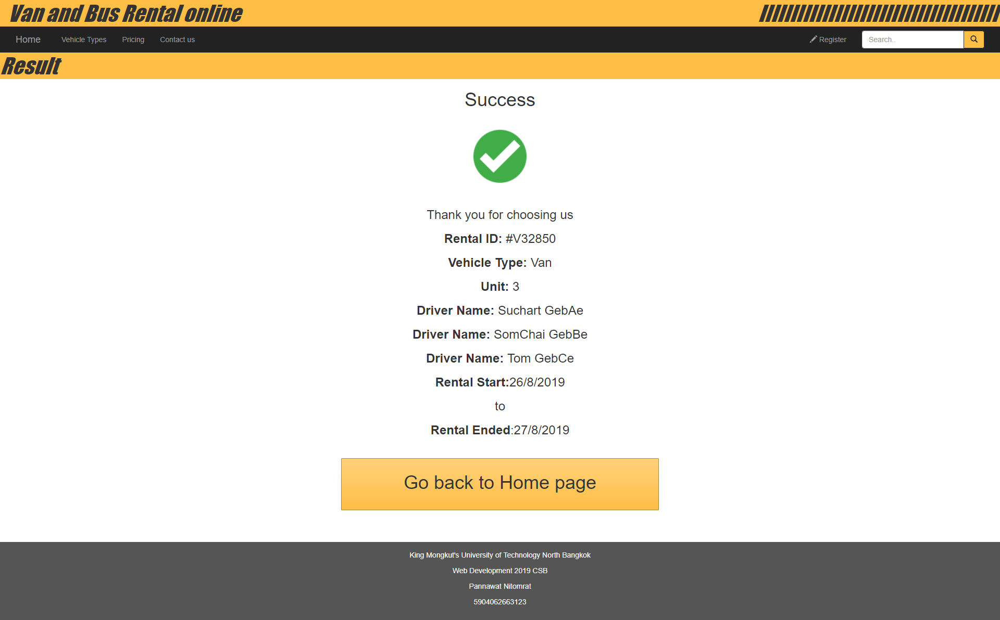 Van and Bus Rental online
Home Vehicle Types Pricing Contact us Register Search..
Result
Success
Thank you for choosing us
Rental ID: #V32850
Vehicle Type: Van
Unit: 3
Driver Name: Suchart GebAe
Driver Name: SomChai GebBe
Driver Name: Tom GebCe
Rental Start:26/8/2019
to
Rental Ended:27/8/2019
Go back to Home page
King Mongkut's University of Technology North Bangkok
Web Development 2019 CSB
Pannawat Nitomrat
5904062663123